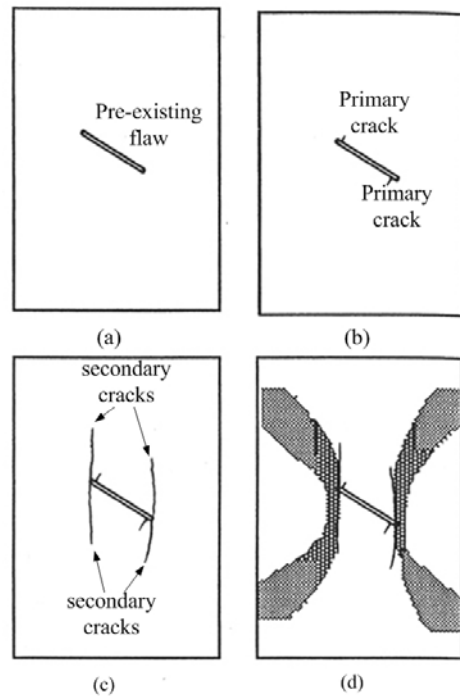 Pre-existing
flaw
(a)
Primary
crack
Primary
crack
(b)
secondary
cracks
secondary
cracks
(c)
(d)